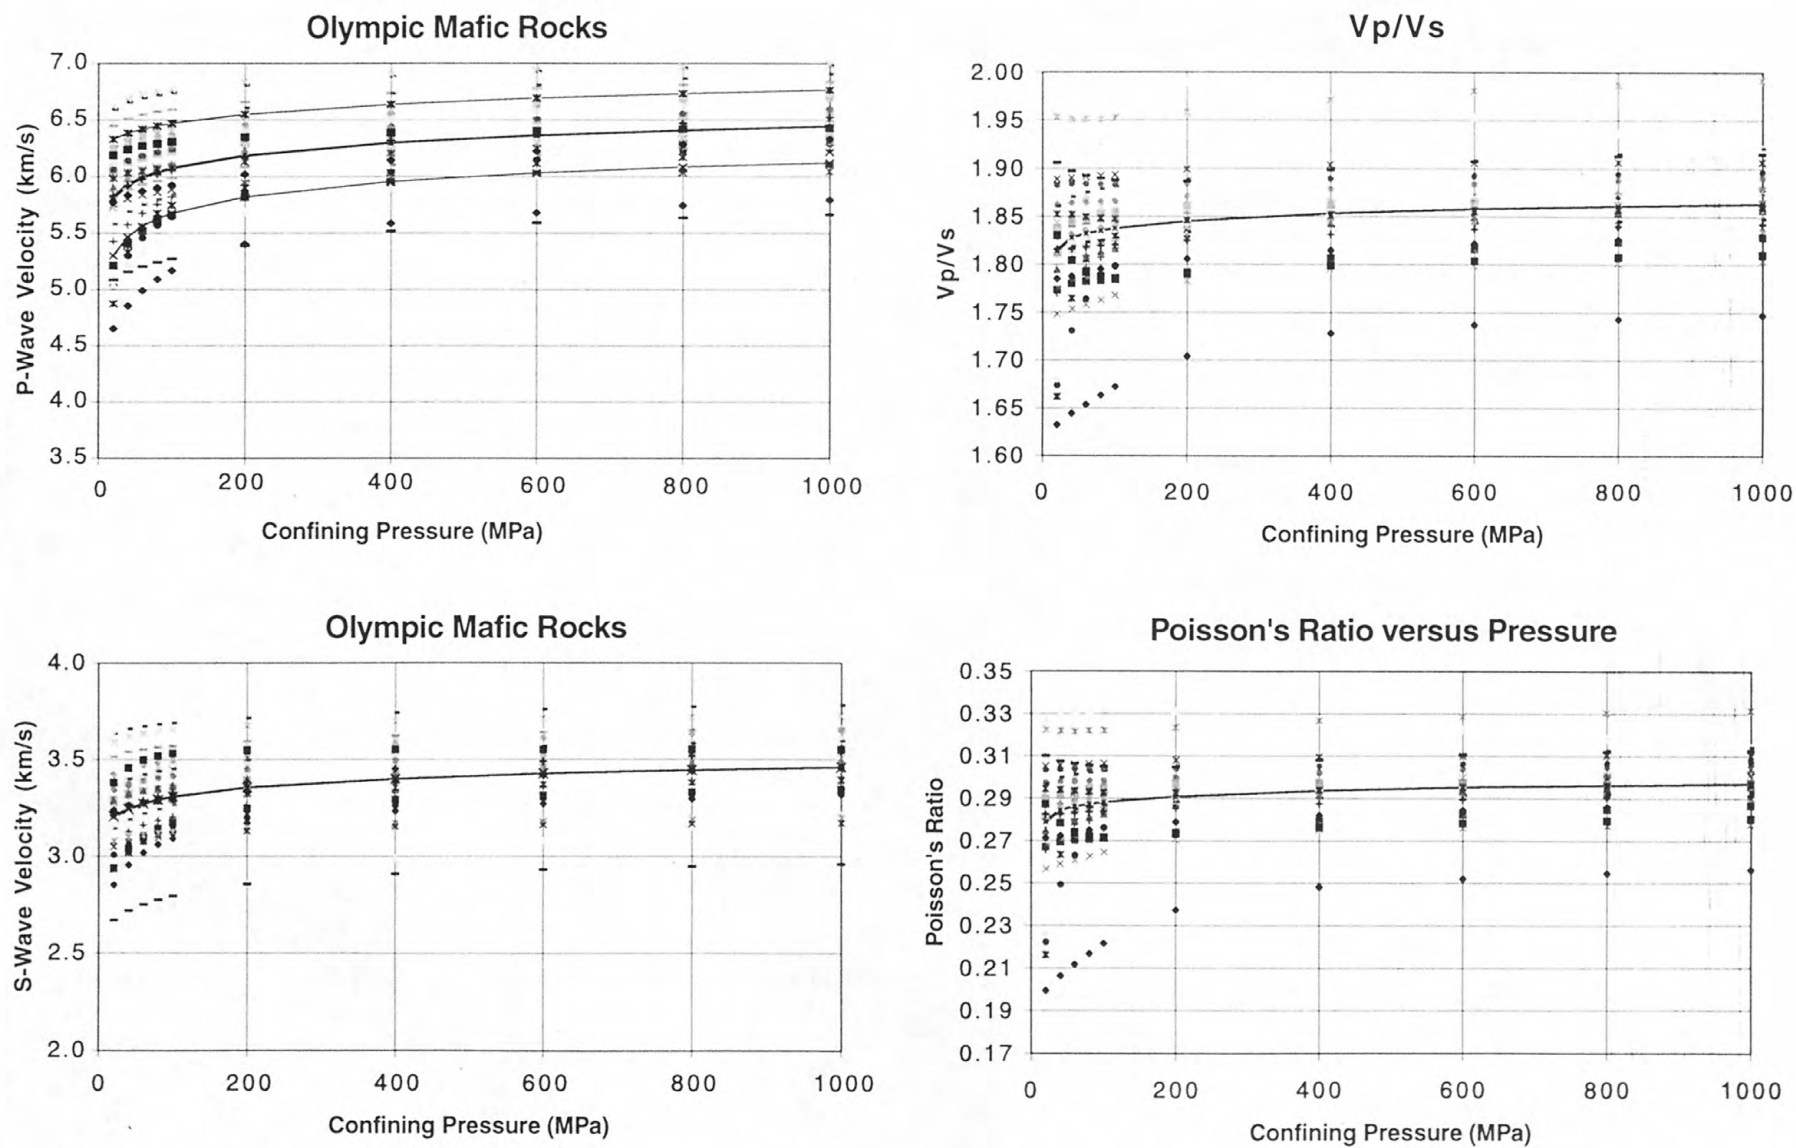 Olympic Mafic Rocks
7.0
6.5
6.0
5.5
5.0
4.5
4.0
3.5
P-Wave Velocity (km/s)
0 200 400 600 800 1000
Confining Pressure (MPa)
Vp/Vs
2.00
1.95
1.90
1.85
1.80
1.75
1.70
1.65
1.60
Vp/Vs
0 200 400 600 800 1000
Confining Pressure (MPa)
Olympic Mafic Rocks
4.0
3.5
3.0
2.5
2.0
S-Wave Velocity (km/s)
0 200 400 600 800 1000
Confining Pressure (MPa)
Poisson's Ratio versus Pressure
0.35
0.33
0.31
0.29
0.27
0.25
0.23
0.21
0.19
0.17
Poisson's Ratio
0 200 400 600 800 1000
Confining Pressure (MPa)